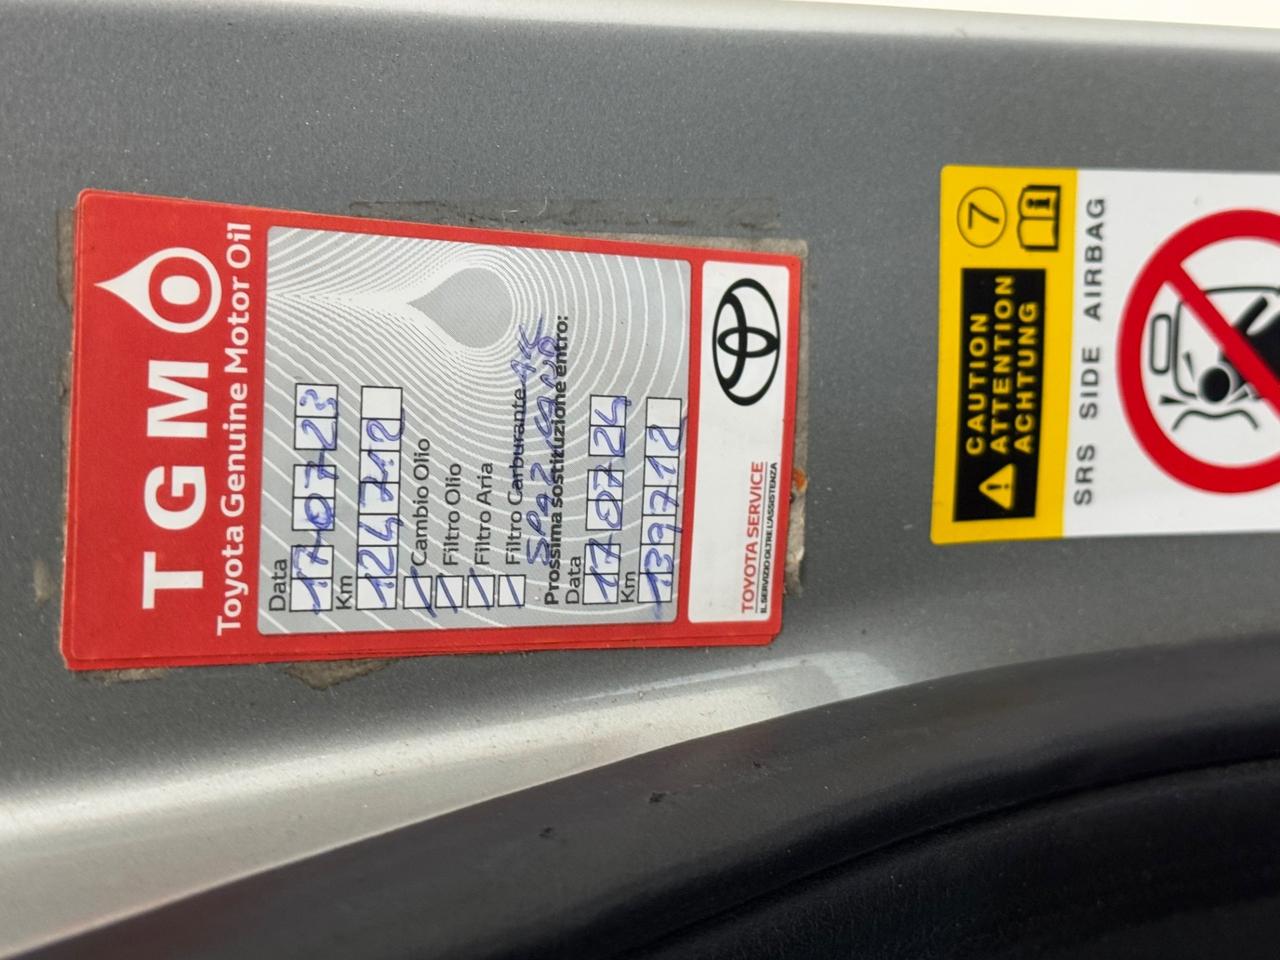 TGMO
Toyota Genuine Motor Oil
Data
17 07 23
Km
124712
Cambio Olio
Filtro Olio
Filtro Aria
Filtro Carburante
Prossima sostituzione entro:
Data
17 07 24
Km
139712
TOYOTA SERVICE
IL SERVIZIO OLTRE L'ASSISTENZA
7
i
CAUTION
ATTENTION
ACHTUNG
SRS SIDE AIRBAG